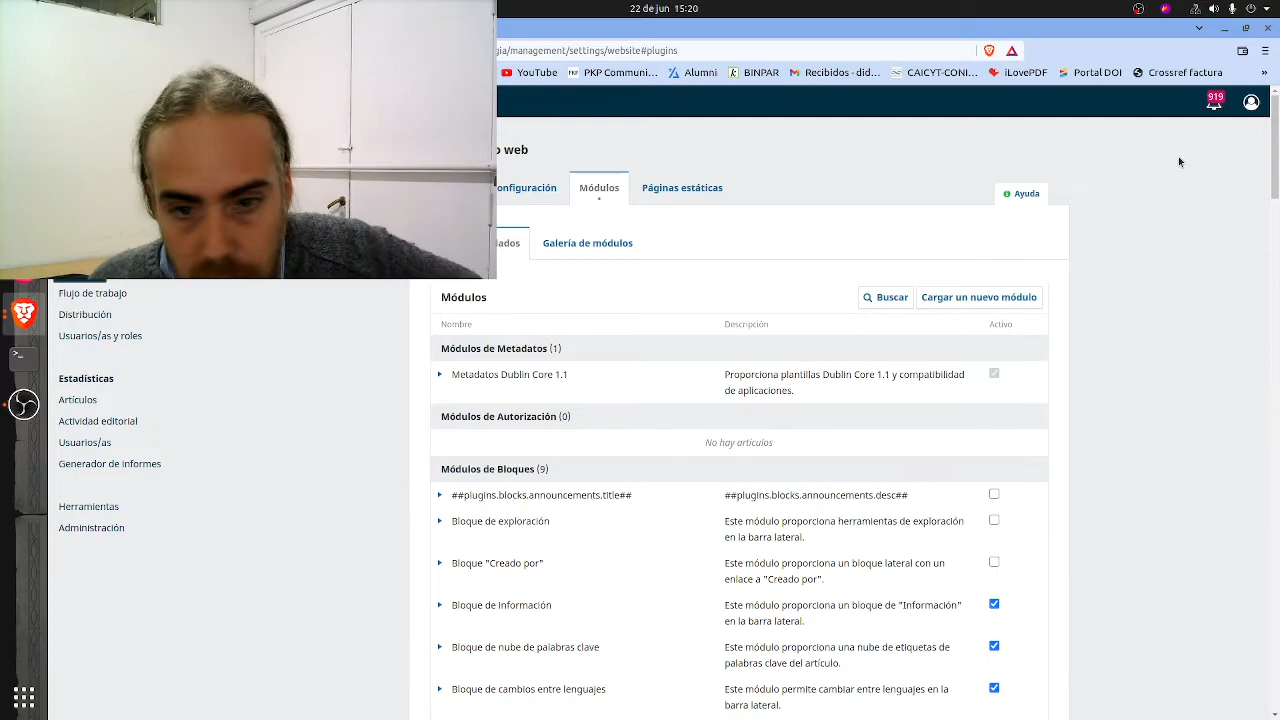 22 de jun 15:20
gia/management/settings/website#plugins
YouTube
PKP Comuni...
Alumni
BINPAR
Recibidos - did...
CAICYT-CONI...
iLovePDF
Portal DOI
Crossref factura
»
919
o web
onfiguración
Módulos
Páginas estáticas
Ayuda
lados
Galería de módulos
Flujo de trabajo
Distribución
Usuarios/as y roles
Estadísticas
Artículos
Actividad editorial
Usuarios/as
Generador de informes
Herramientas
Administración
Módulos
Buscar
Cargar un nuevo módulo
Nombre
Descripción
Activo
Módulos de Metadatos (1)
Metadatos Dublin Core 1.1
Proporciona plantillas Dublin Core 1.1 y compatibilidad
de aplicaciones.
Módulos de Autorización (0)
No hay artículos
Módulos de Bloques (9)
##plugins.blocks.announcements.title##
##plugins.blocks.announcements.desc##
Bloque de exploración
Este módulo proporciona herramientas de exploración
en la barra lateral.
Bloque "Creado por"
Este módulo proporciona un bloque lateral con un
enlace a "Creado por".
Bloque de información
Este módulo proporciona un bloque de "Información"
en la barra lateral.
Bloque de nube de palabras clave
Este módulo proporciona una nube de etiquetas de
palabras clave del artículo.
Bloque de cambios entre lenguajes
Este módulo permite cambiar entre lenguajes en la
barra lateral.